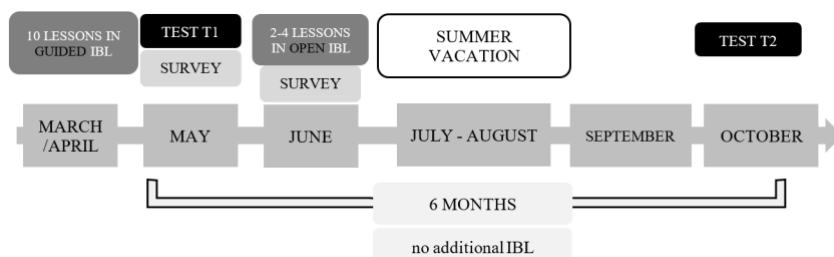 10 LESSONS IN
GUIDED IBL
TEST T1
SURVEY
2-4 LESSONS
IN OPEN IBL
SURVEY
SUMMER
VACATION
TEST T2
MARCH
/APRIL
MAY
JUNE
JULY - AUGUST
SEPTEMBER
OCTOBER
6 MONTHS
no additional IBL